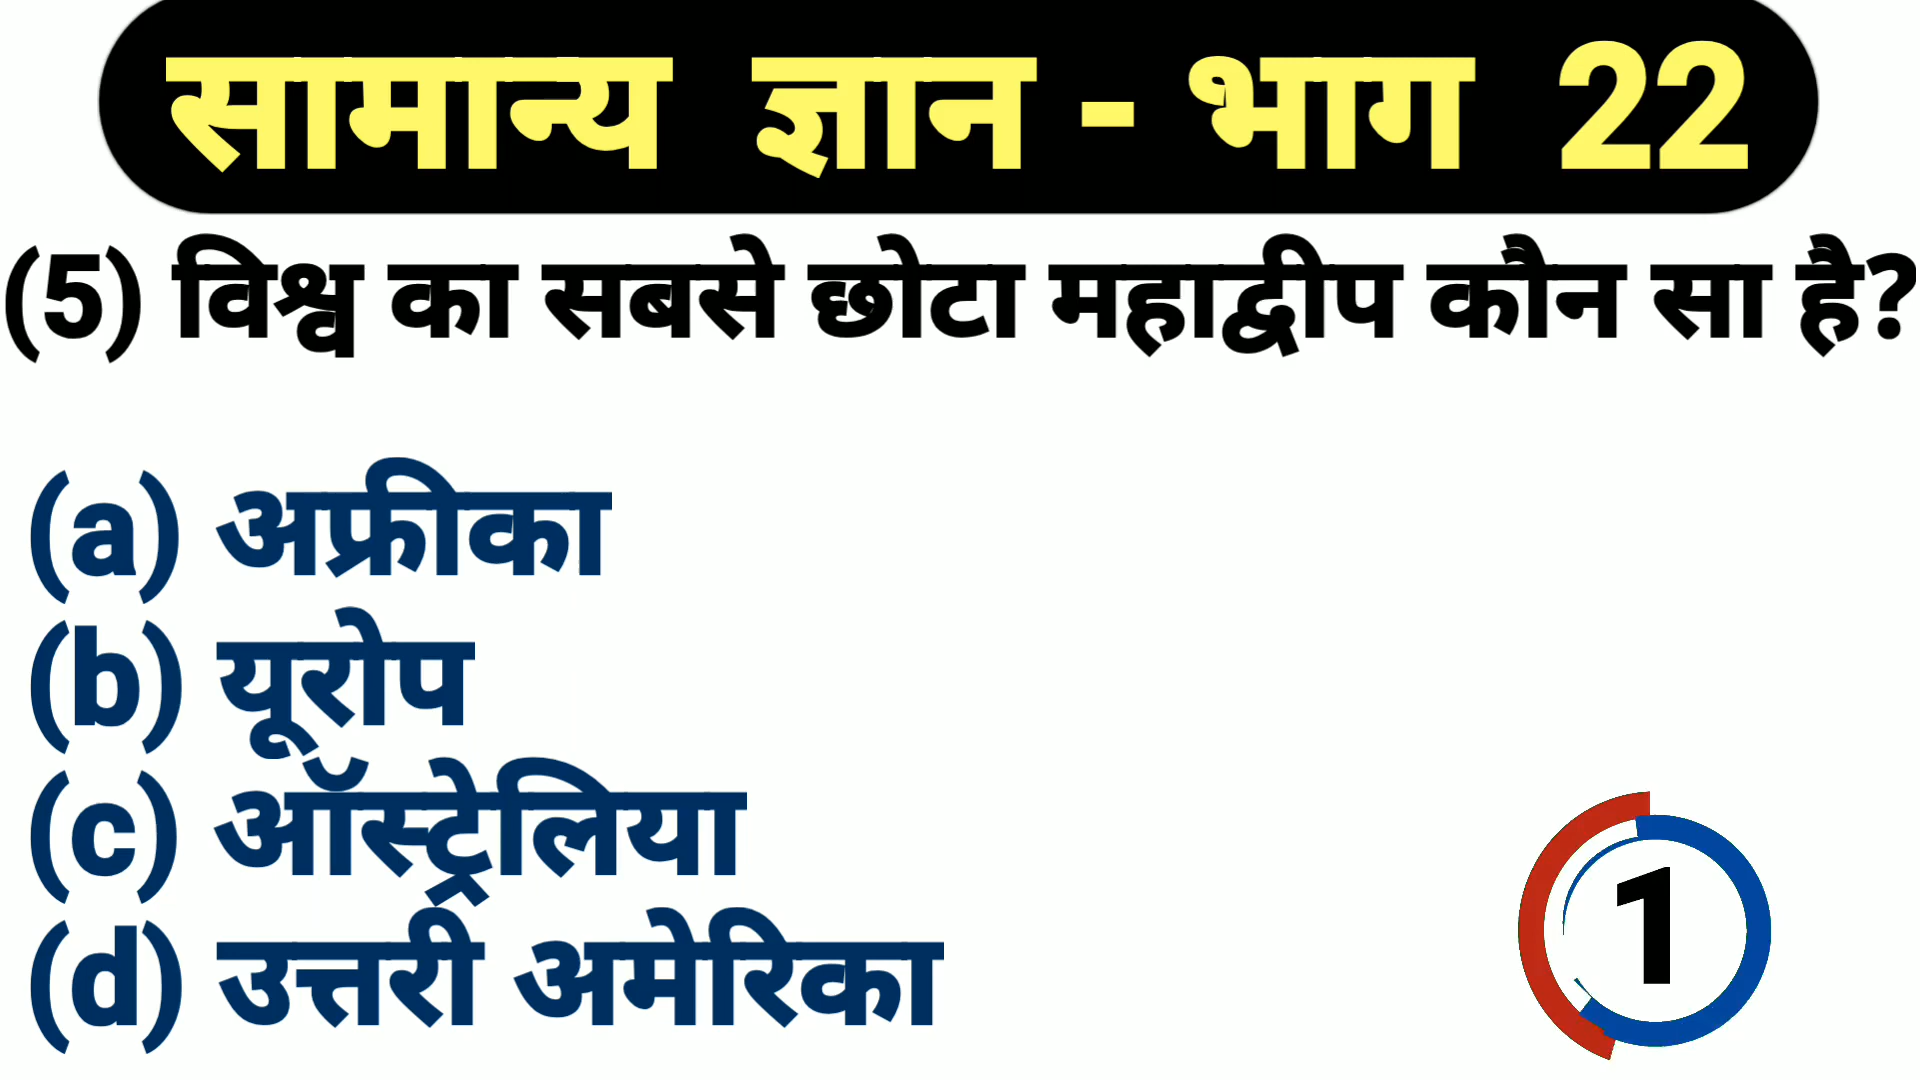 सामान्य ज्ञान - भाग 22
(5) विश्व का सबसे छोटा महाद्वीप कौन सा है?
(a) अफ्रीका
(b) यूरोप
(c) ऑस्ट्रेलिया
(d) उत्तरी अमेरिका
1